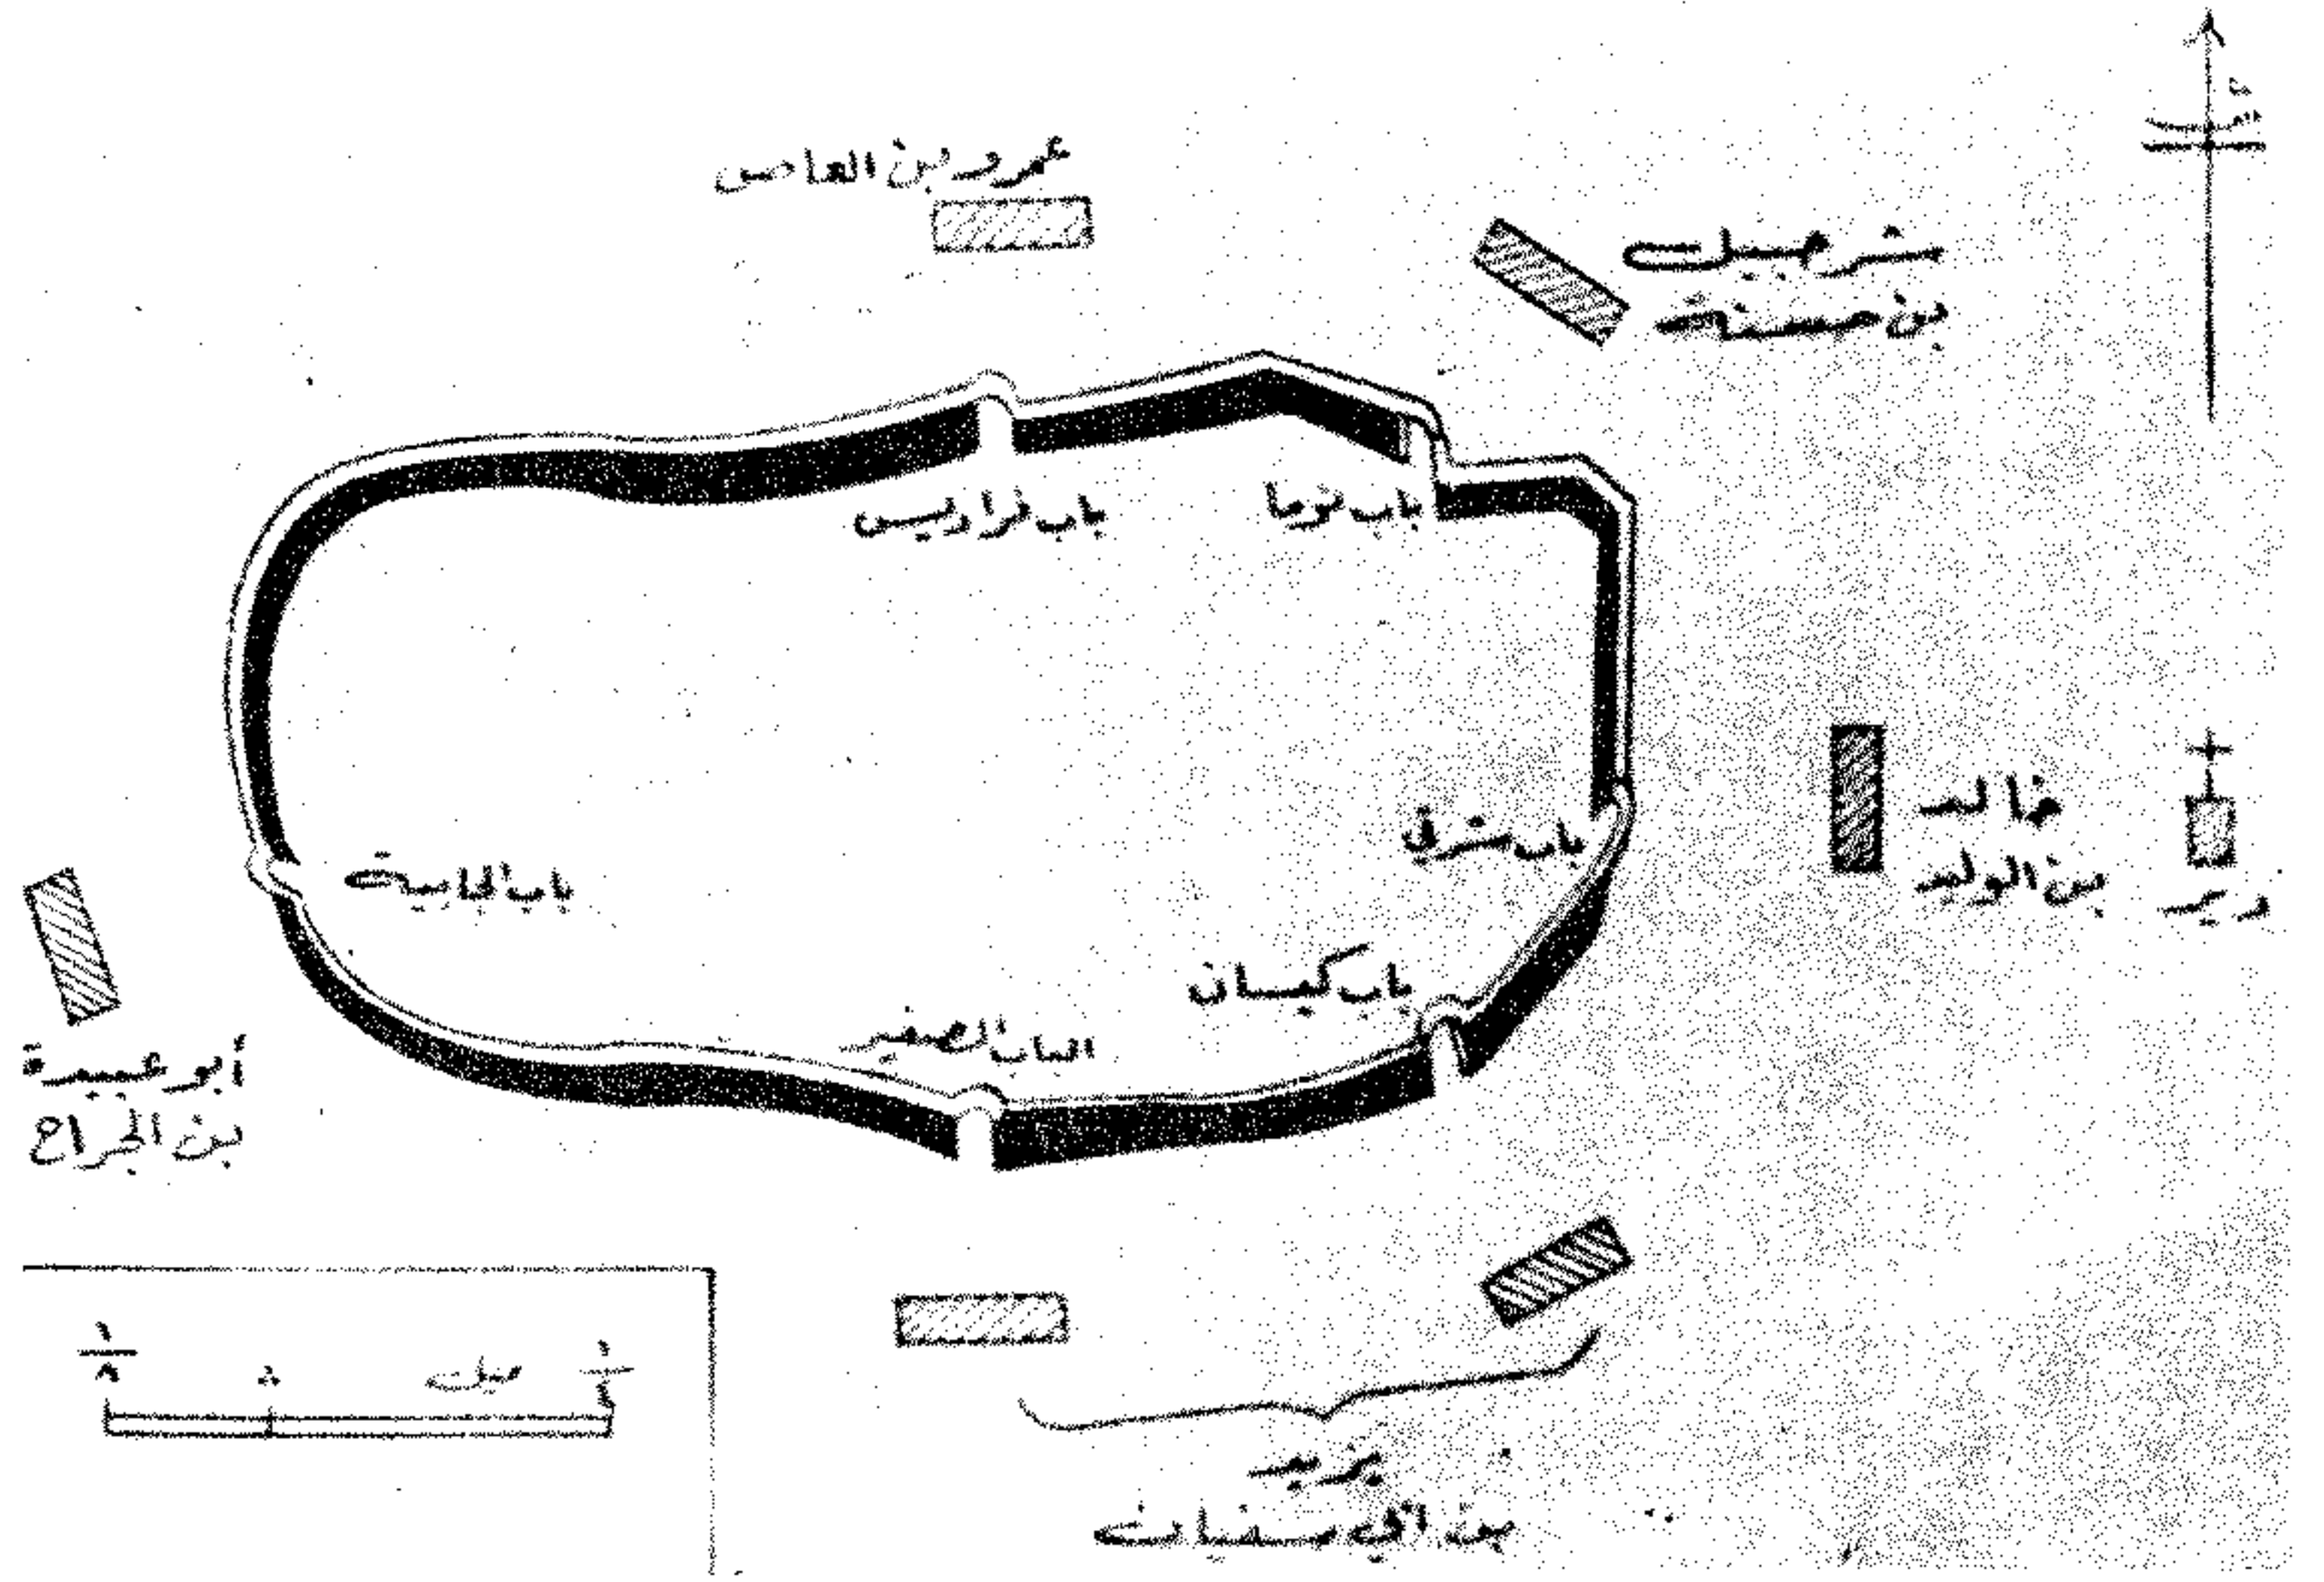 عمرو بن العاص
شرحبيل
بن حسنة
باب فراديس
باب توما
باب شرقي
خالد
بن الوليد
دير
باب الجابية
باب كيسان
الباب الصغير
أبو عبيدة
بن الجراح
ميل
يزيد
بن أبي سفيان